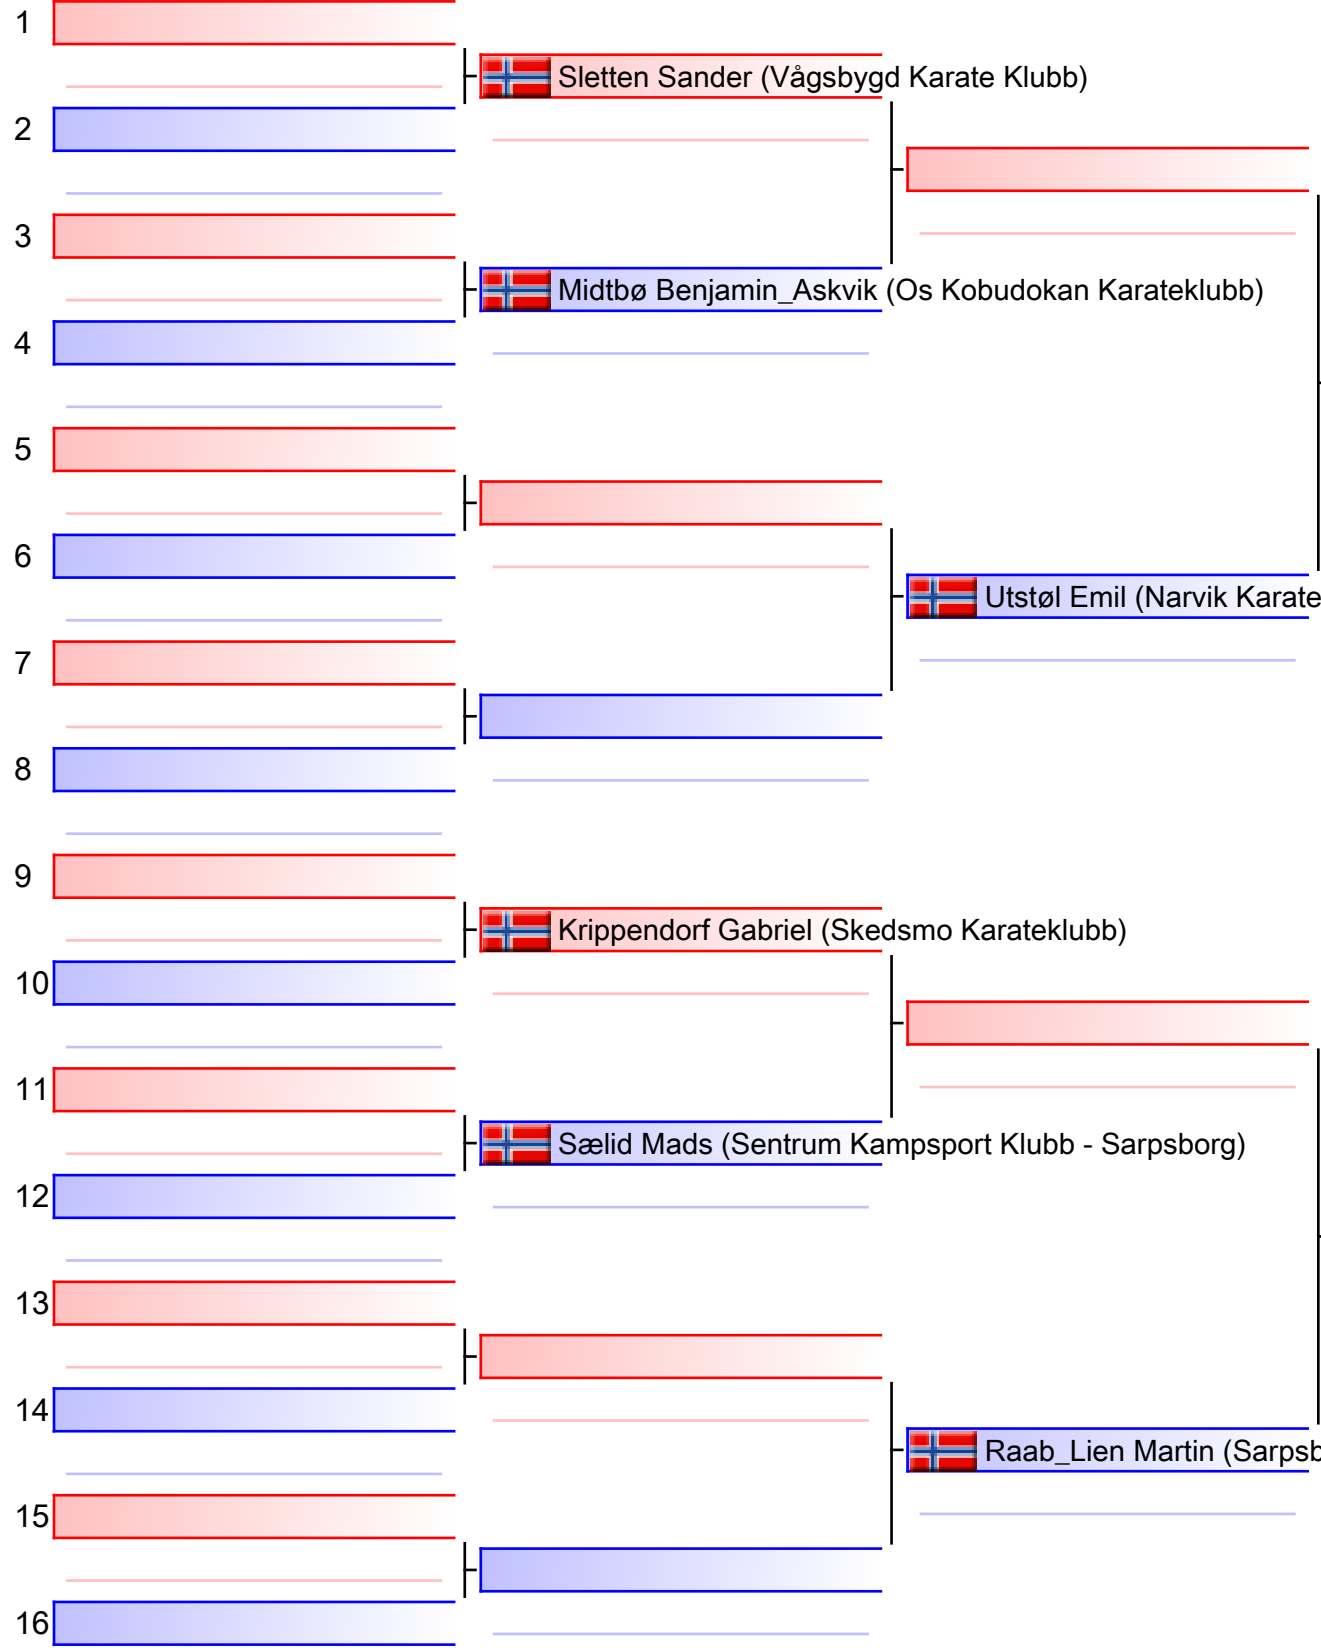 1
Sletten Sander (Vågsbygd Karate Klubb)
2
3
Midtbø Benjamin_Askvik (Os Kobudokan Karateklubb)
4
5
6
Utstøl Emil (Narvik Karate
7
8
9
Krippendorf Gabriel (Skedsmo Karateklubb)
10
11
Sælid Mads (Sentrum Kampsport Klubb - Sarpsborg)
12
13
14
Raab_Lien Martin (Sarpsb
15
16